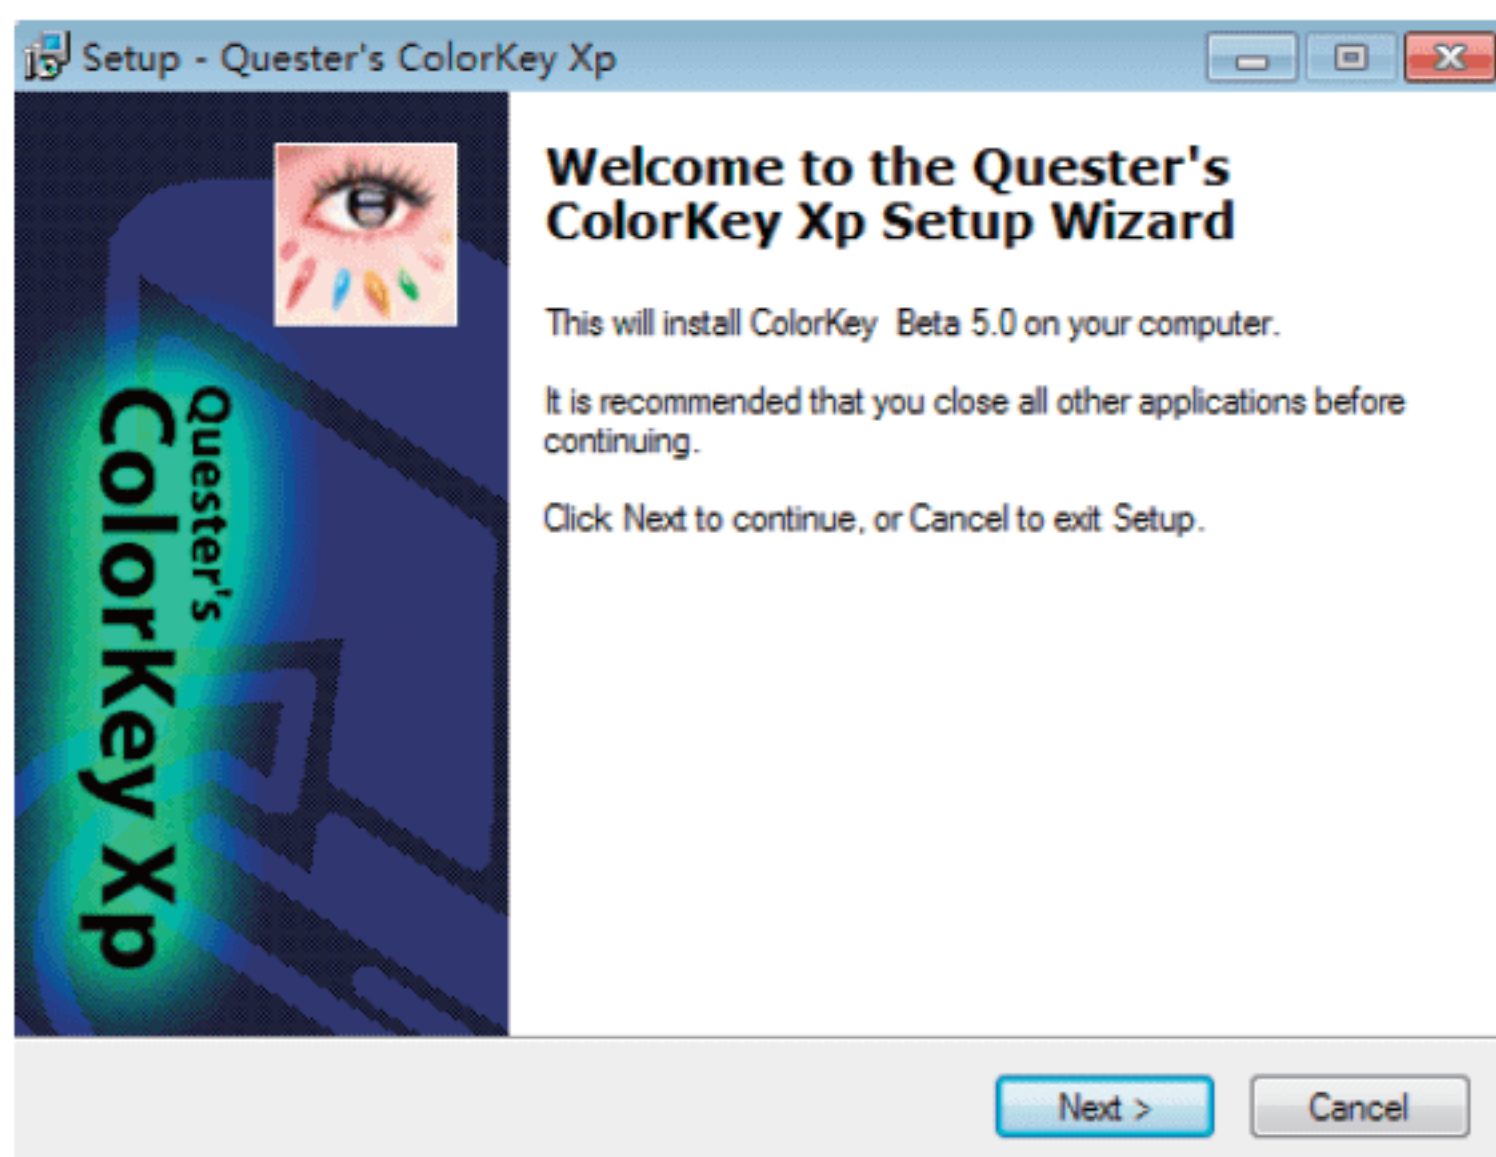 Setup - Quester's ColorKey Xp
Quester's
ColorKey Xp
Welcome to the Quester's
ColorKey Xp Setup Wizard
This will install ColorKey  Beta 5.0 on your computer.
It is recommended that you close all other applications before
continuing.
Click Next to continue, or Cancel to exit Setup.
Next >
Cancel